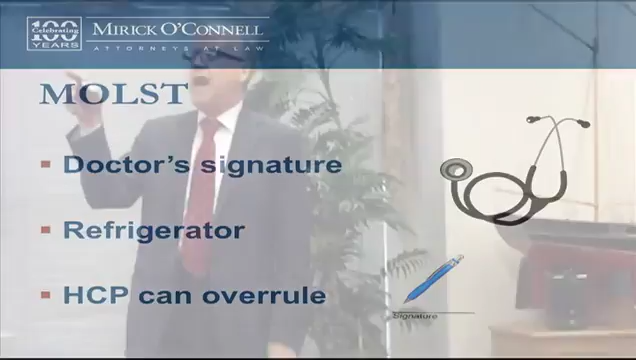 Celebrating
100
YEARS
MIRICK O'CONNELL
ATTORNEYS AT LAW
MOLST
Doctor's signature
Refrigerator
HCP can overrule
Signature